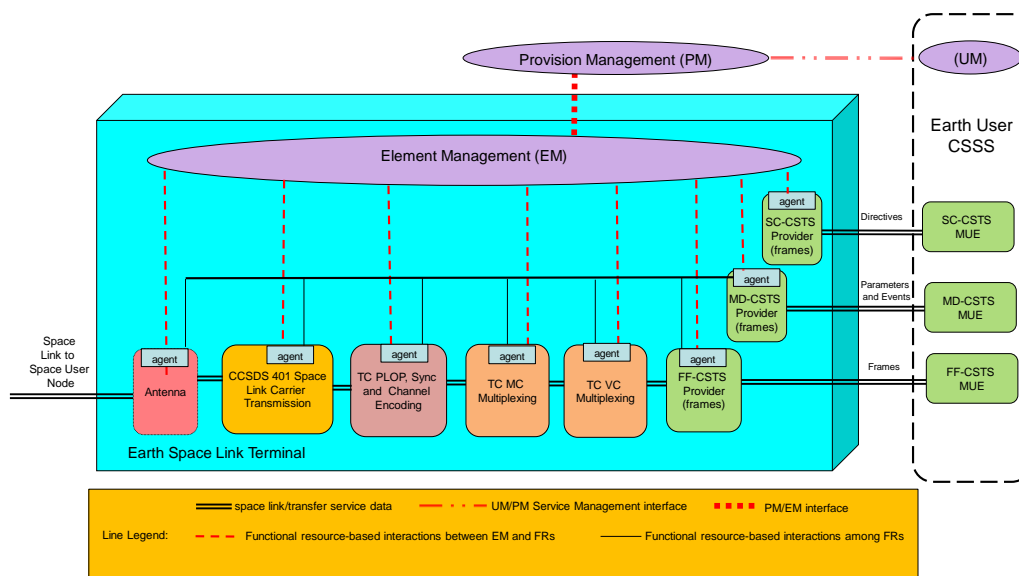 Provision Management (PM)
(UM)
Earth User
CSSS
Element Management (EM)
agent
SC-CSTS
Provider
(frames)
Directives
SC-CSTS
MUE
agent
MD-CSTS
Provider
(frames)
Parameters
and Events
MD-CSTS
MUE
Space
Link to
Space User
Node
agent
Antenna
agent
CCSDS 401 Space
Link Carrier
Transmission
agent
TC PLOP, Sync
and Channel
Encoding
agent
TC MC
Multiplexing
agent
TC VC
Multiplexing
agent
FF-CSTS
Provider
(frames)
Frames
FF-CSTS
MUE
Earth Space Link Terminal
space link/transfer service data
UM/PM Service Management interface
PM/EM interface
Line Legend:
Functional resource-based interactions between EM and FRs
Functional resource-based interactions among FRs